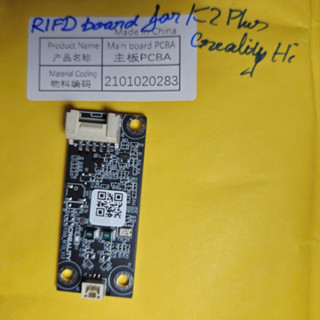 RIFD board for K2 Plus
Creality Hi
Made in China
Product Name
Main board PCBA
产品名称
主板PCBA
Material Coding
物料编码
2101020283
CREALITY